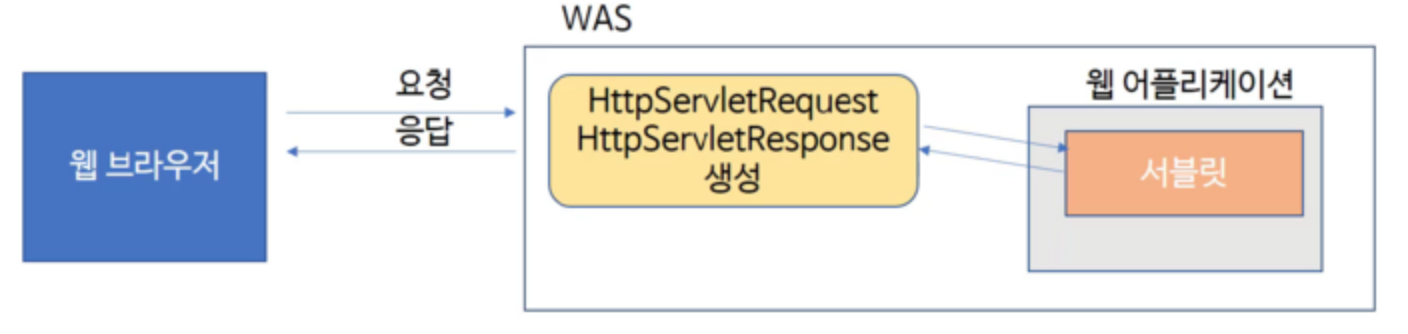 WAS
웹 브라우저
요청
응답
HttpServletRequest
HttpServletResponse
생성
웹 어플리케이션
서블릿